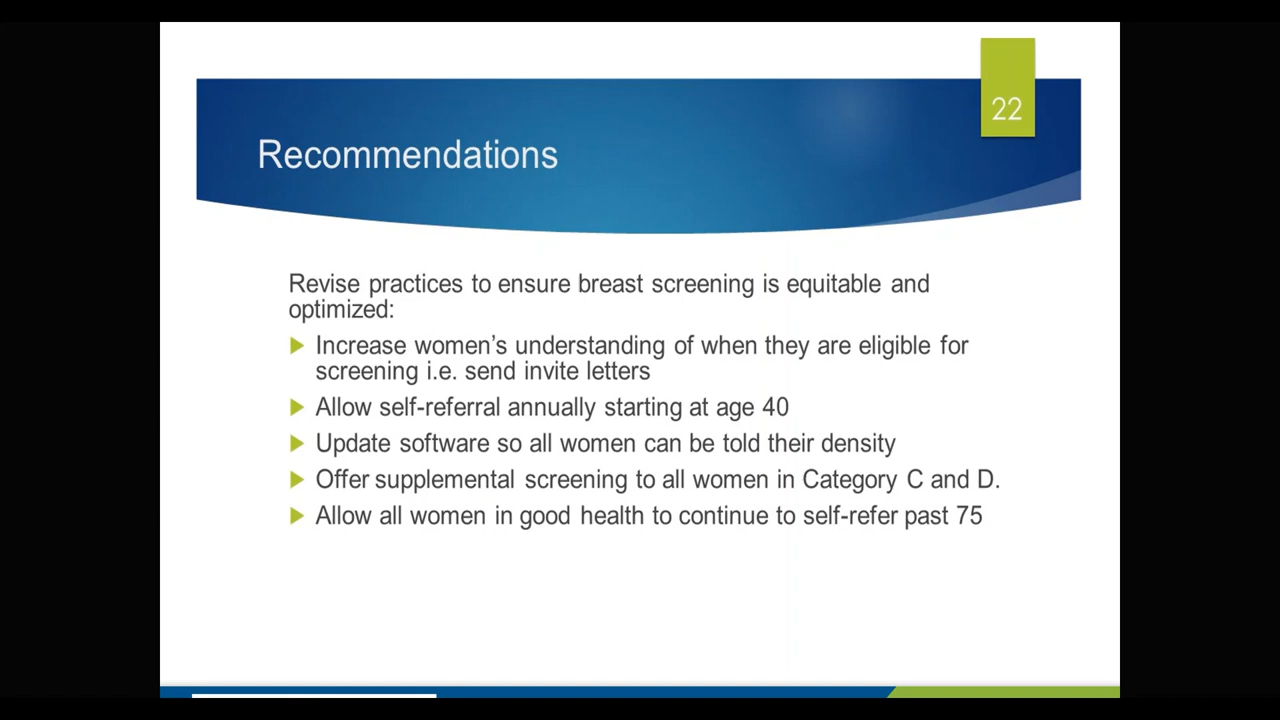 22
Recommendations
Revise practices to ensure breast screening is equitable and
optimized:
Increase women’s understanding of when they are eligible for
screening i.e. send invite letters
Allow self-referral annually starting at age 40
Update software so all women can be told their density
Offer supplemental screening to all women in Category C and D.
Allow all women in good health to continue to self-refer past 75